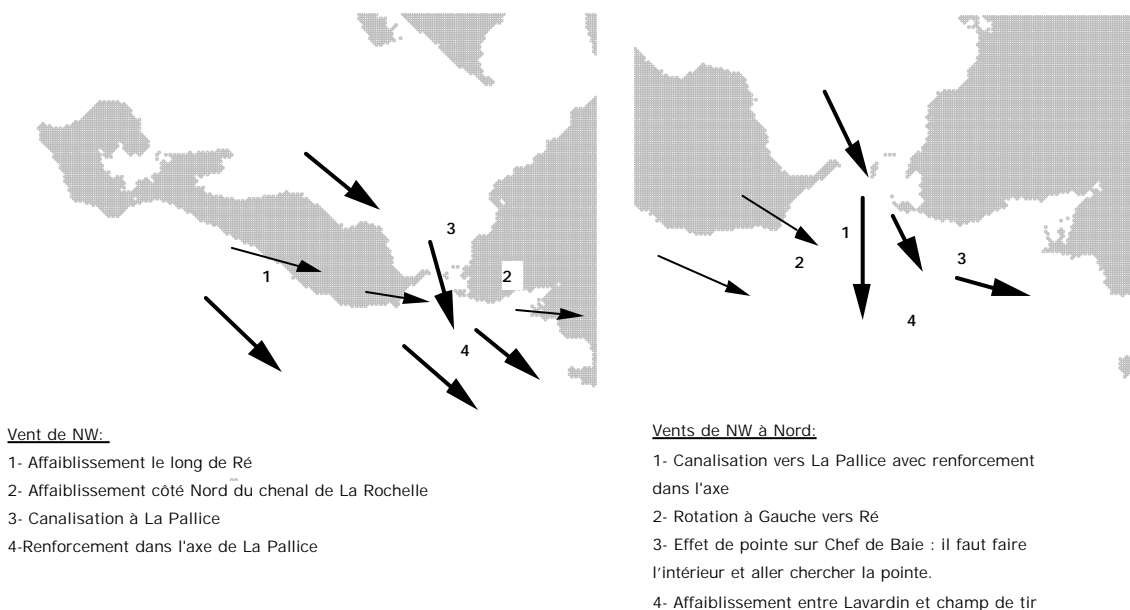 3
1
2
4
Vent de NW:
1- Affaiblissement le long de Ré
2- Affaiblissement côté Nord du chenal de La Rochelle
3- Canalisation à La Pallice
4-Renforcement dans l'axe de La Pallice
1
2
3
4
Vents de NW à Nord:
1- Canalisation vers La Pallice avec renforcement
dans l'axe
2- Rotation à Gauche vers Ré
3- Effet de pointe sur Chef de Baie : il faut faire
l'intérieur et aller chercher la pointe.
4- Affaiblissement entre Lavardin et champ de tir